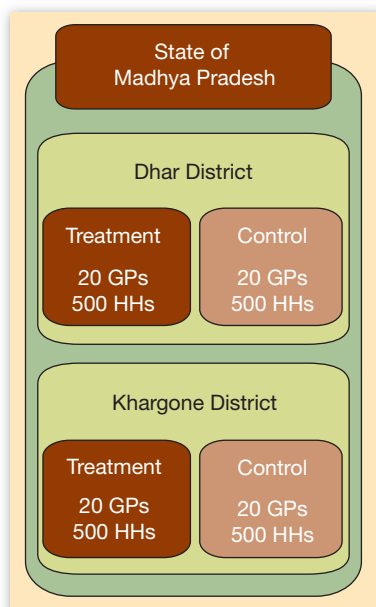 State of
Madhya Pradesh
Dhar District
Treatment
20 GPs
500 HHs
Control
20 GPs
500 HHs
Khargone District
Treatment
20 GPs
500 HHs
Control
20 GPs
500 HHs